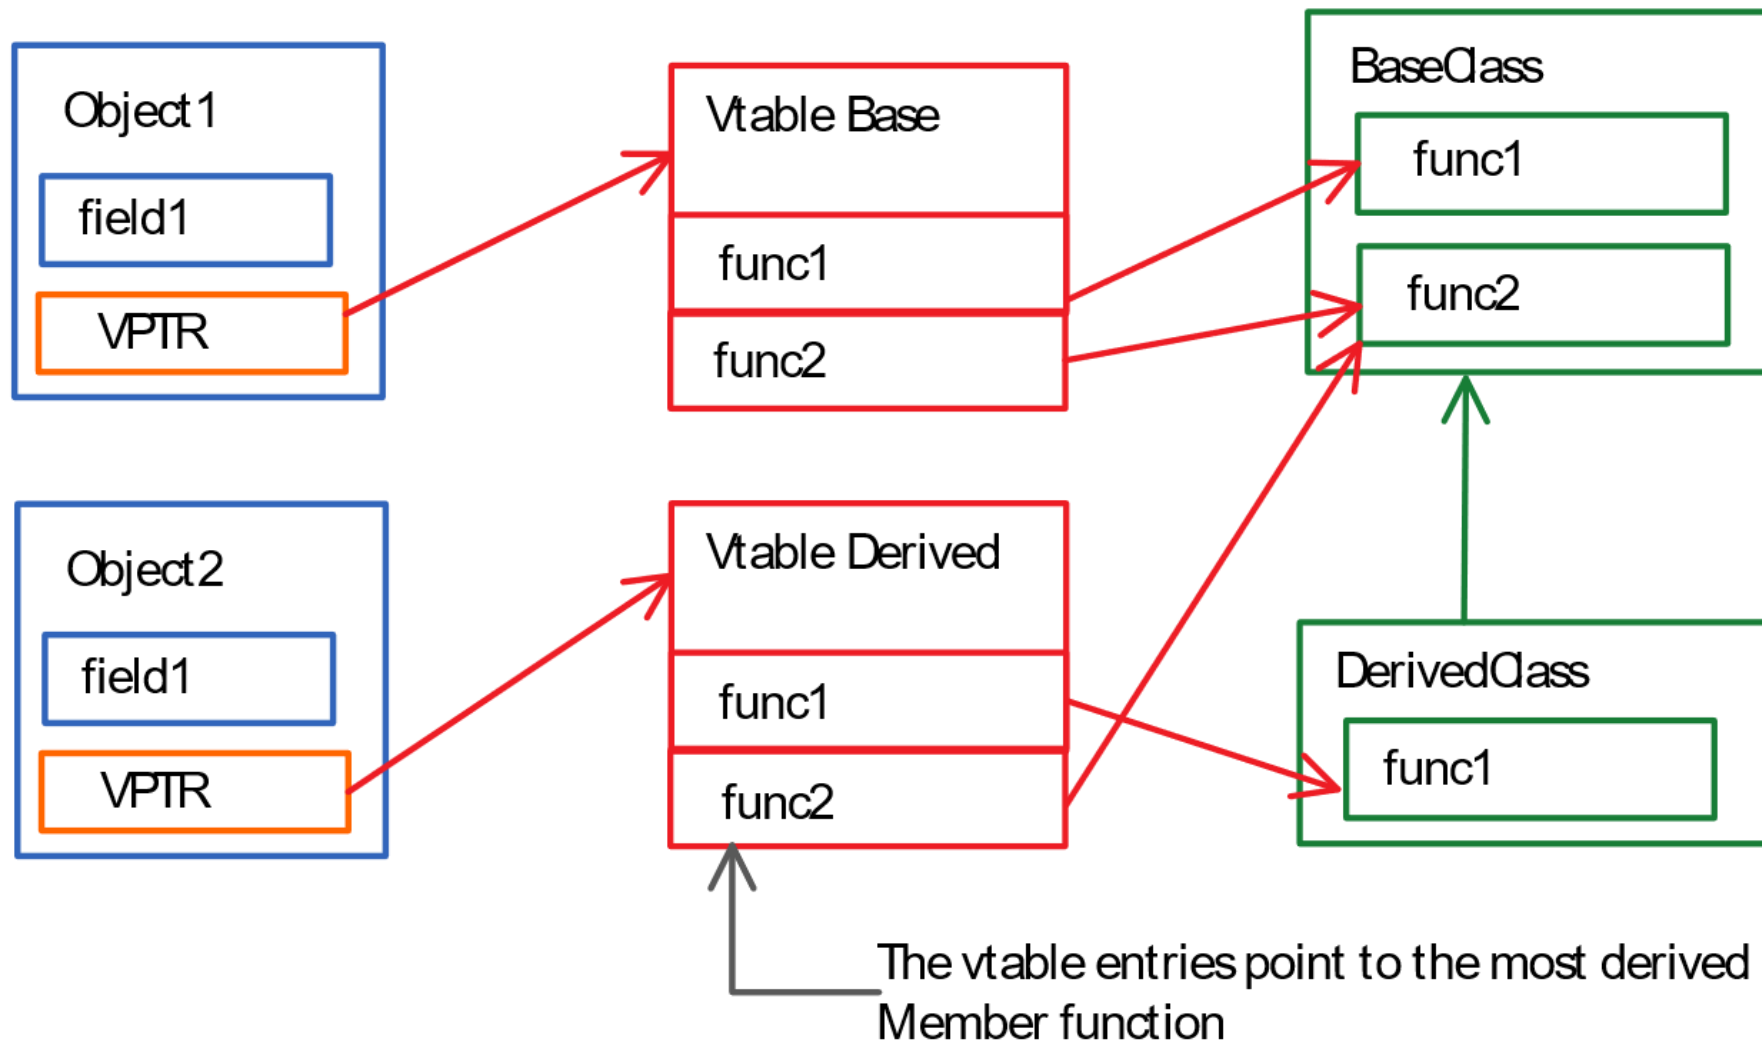 Object1
field1
VPTR
Vtable Base
func1
func2
BaseClass
func1
func2
Object2
field1
VPTR
Vtable Derived
func1
func2
DerivedClass
func1
The vtable entries point to the most derived
Member function